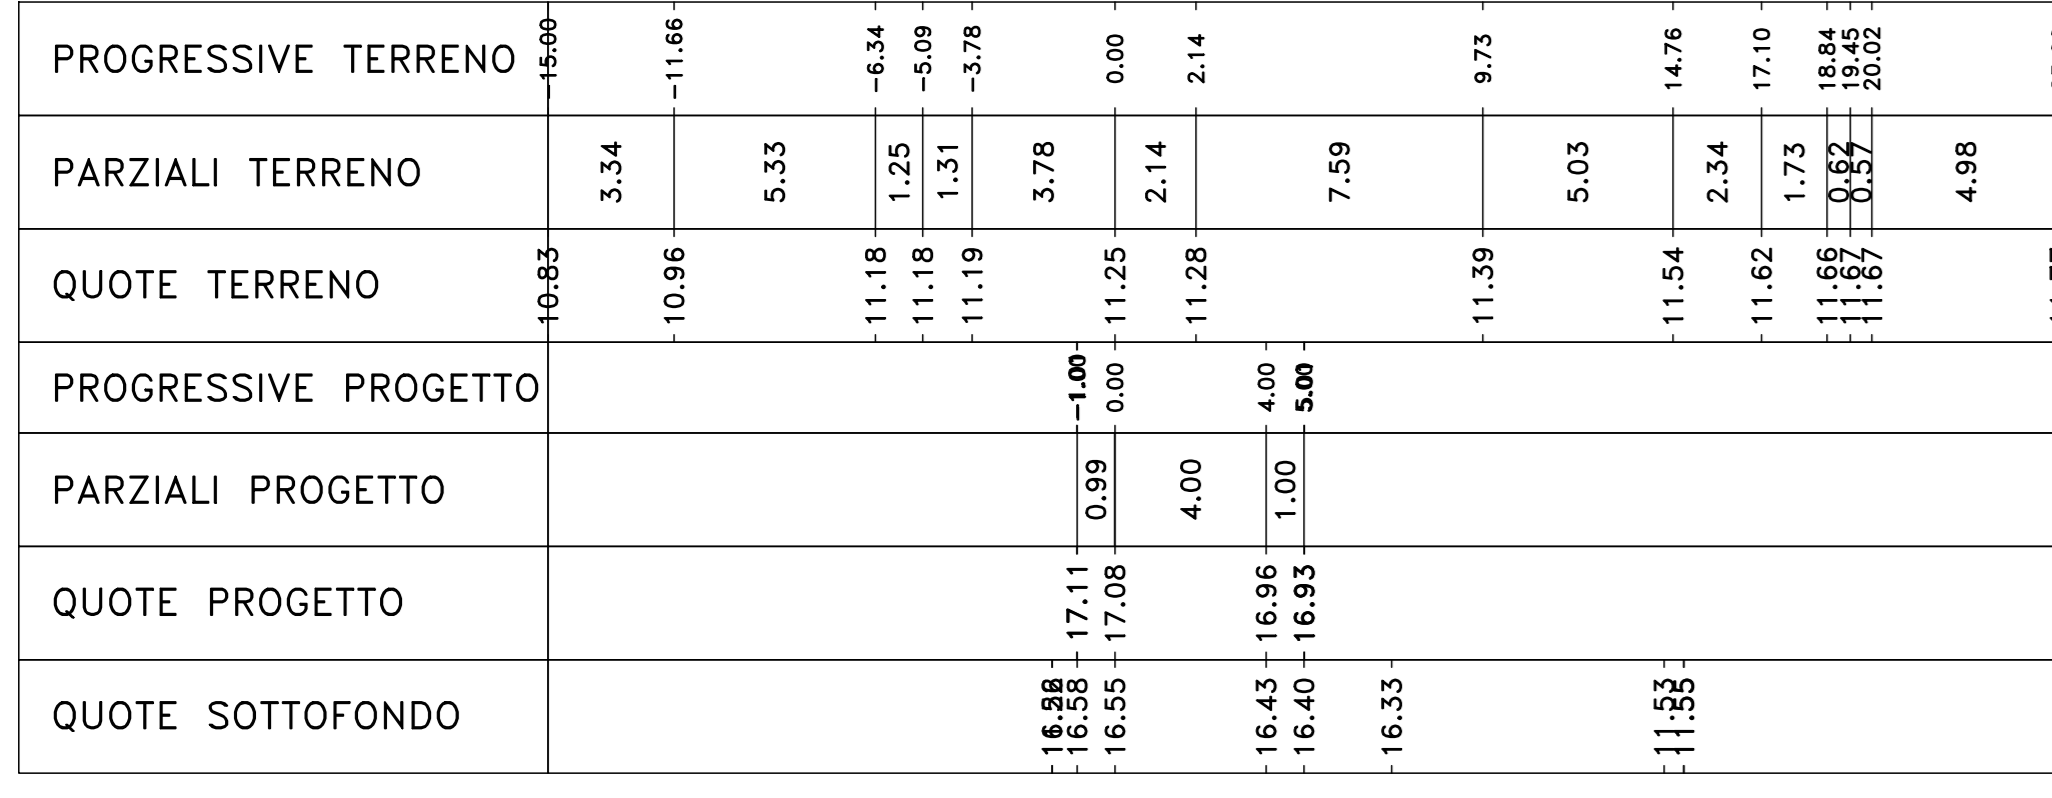 PROGRESSIVE TERRENO -15.00 -11.66 -6.34 -5.09 -3.78 0.00 2.14 9.73 14.76 17.10 18.84 19.45 20.02
PARZIALI TERRENO 3.34 5.33 1.25 1.31 3.78 2.14 7.59 5.03 2.34 1.73 0.62 0.57 4.98
QUOTE TERRENO 10.83 10.96 11.18 11.18 11.19 11.25 11.28 11.39 11.54 11.62 11.66 11.67 11.67
PROGRESSIVE PROGETTO 0.00 4.00
PARZIALI PROGETTO 0.99 4.00 1.00
QUOTE PROGETTO 17.11 17.08 16.96 16.93
QUOTE SOTTOFONDO 16.58 16.55 16.43 16.40 16.33 11.53 11.55